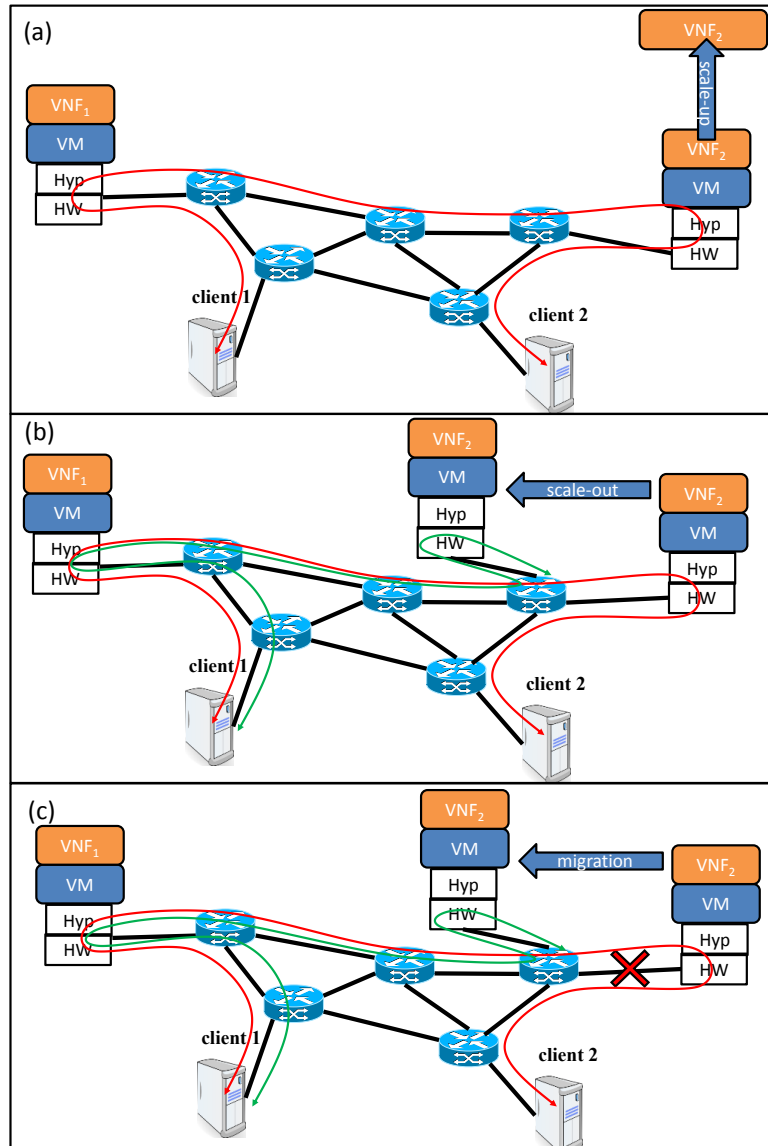 (a)
VNF2
scale-up
VNF1
VM
Hyp
HW
VNF2
VM
Hyp
HW
client 1
client 2
(b)
VNF2
VM
Hyp
HW
scale-out
VNF1
VM
Hyp
HW
VNF2
VM
Hyp
HW
client 1
client 2
(c)
VNF2
VM
Hyp
HW
migration
VNF1
VM
Hyp
HW
VNF2
VM
Hyp
HW
client 1
client 2